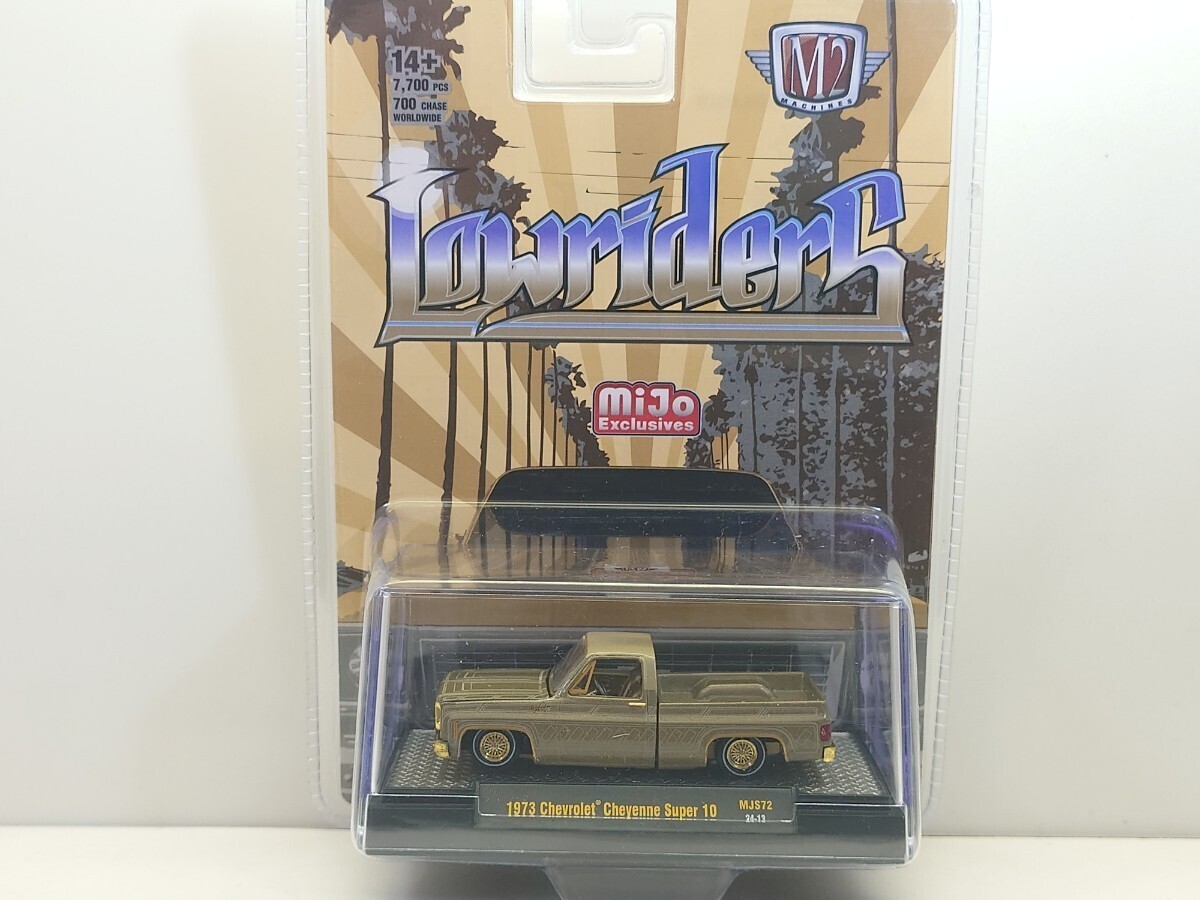 14+
7,700 PCS
700 CHASE
WORLDWIDE
M2
MACHINES
Lowriders
MiJo
Exclusives
1973 Chevrolet® Cheyenne Super 10
MJS72
24-13